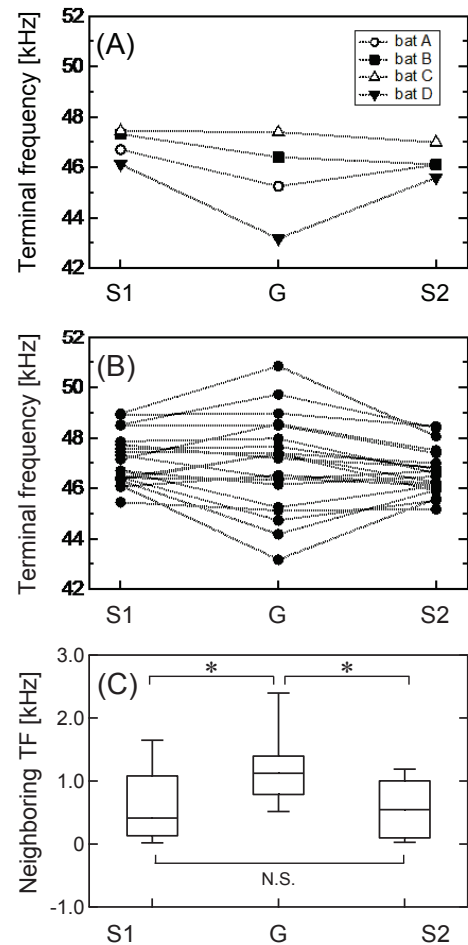 (A)
bat A
bat B
bat C
bat D
Terminal frequency [kHz]
52
50
48
46
44
42
S1 G S2
(B)
Terminal frequency [kHz]
52
50
48
46
44
42
S1 G S2
(C)
* *
Neighboring TF [kHz]
3.0
2.0
1.0
0
-1.0
N.S.
S1 G S2